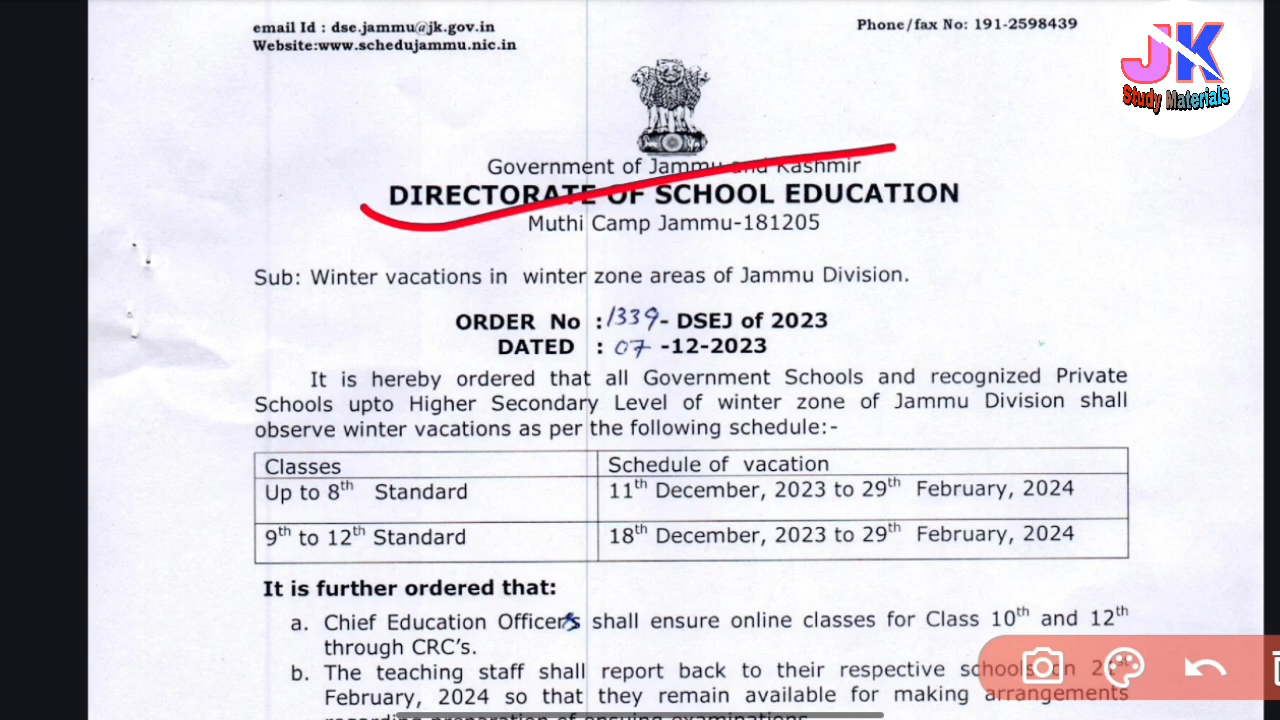 email Id : dse.jammu@jk.gov.in
Phone/fax No: 191-2598439
Website:www.schedujammu.nic.in
JK
Study Materials
Government of Jammu and Kashmir
DIRECTORATE OF SCHOOL EDUCATION
Muthi Camp Jammu-181205
Sub: Winter vacations in winter zone areas of Jammu Division.
ORDER No :1339- DSEJ of 2023
DATED : 07 -12-2023
It is hereby ordered that all Government Schools and recognized Private
Schools upto Higher Secondary Level of winter zone of Jammu Division shall
observe winter vacations as per the following schedule:-
Classes Schedule of vacation
Up to 8th Standard 11th December, 2023 to 29th February, 2024
9th to 12th Standard 18th December, 2023 to 29th February, 2024
It is further ordered that:
a. Chief Education Officers shall ensure online classes for Class 10th and 12th
through CRC's.
b. The teaching staff shall report back to their respective schools on 21st
February, 2024 so that they remain available for making arrangements
regarding preparation of ensuing examinations.